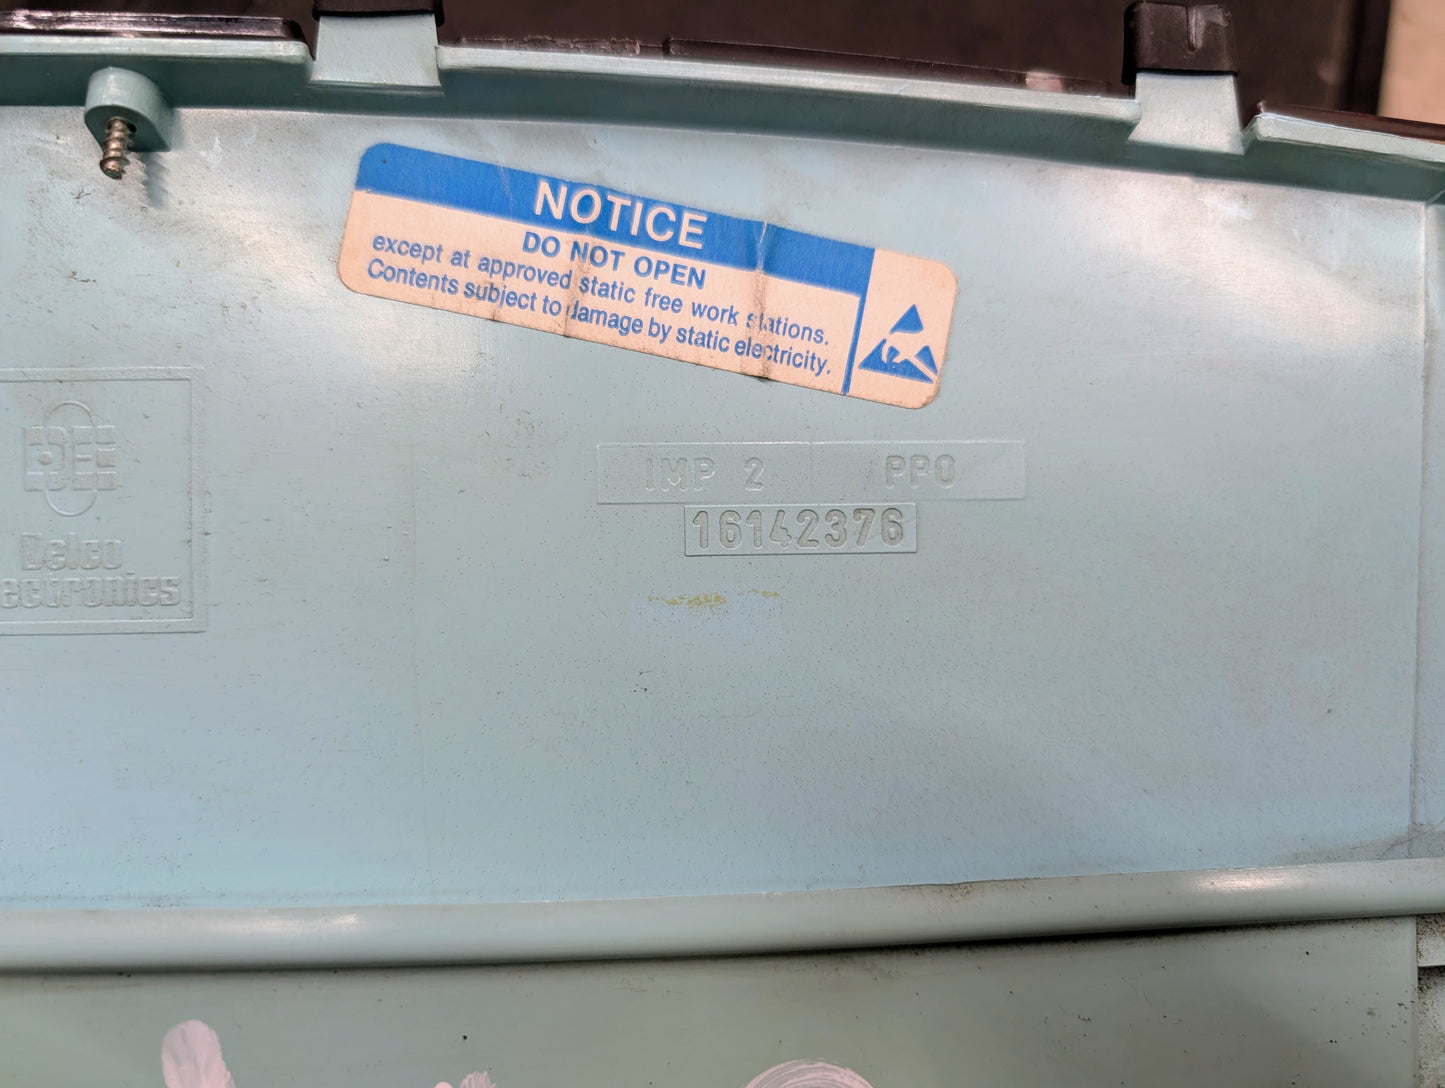 NOTICE
DO NOT OPEN
except at approved static free work stations.
Contents subject to damage by static electricity.
IMP 2 /PPO
16142376
Delco
ectronics